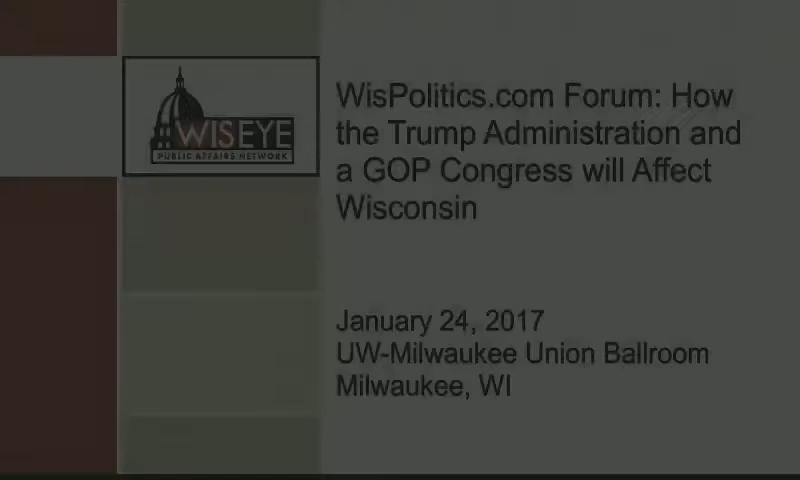 WISEYE
PUBLIC AFFAIRS NETWORK
WisPolitics.com Forum: How
the Trump Administration and
a GOP Congress will Affect
Wisconsin
January 24, 2017
UW-Milwaukee Union Ballroom
Milwaukee, WI